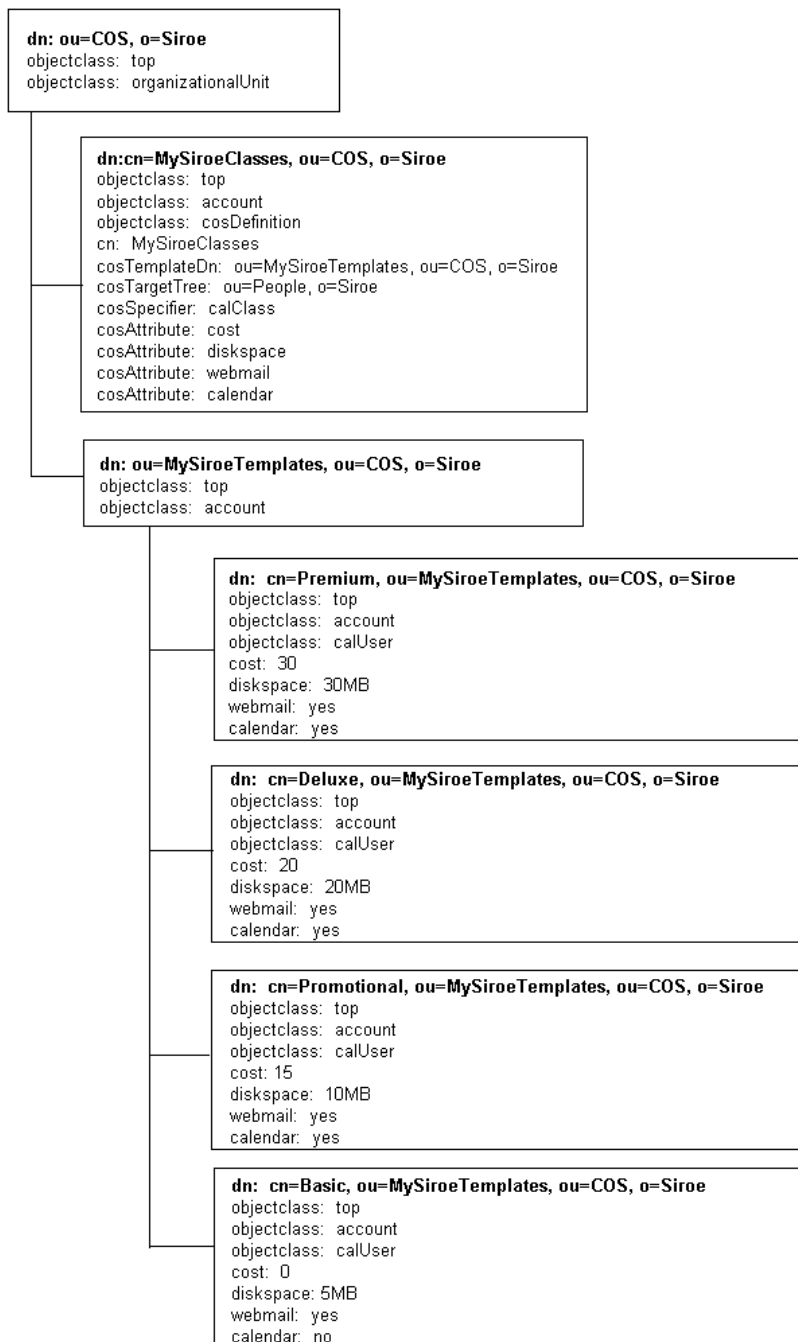 dn: ou=COS, o=Siroe
objectclass: top
objectclass: organizationalUnit
dn:cn=MySiroeClasses, ou=COS, o=Siroe
objectclass: top
objectclass: account
objectclass: cosDefinition
cn: MySiroeClasses
cosTemplateDn: ou=MySiroeTemplates, ou=COS, o=Siroe
cosTargetTree: ou=People, o=Siroe
cosSpecifier: calClass
cosAttribute: cost
cosAttribute: diskspace
cosAttribute: webmail
cosAttribute: calendar
dn: ou=MySiroeTemplates, ou=COS, o=Siroe
objectclass: top
objectclass: account
dn: cn=Premium, ou=MySiroeTemplates, ou=COS, o=Siroe
objectclass: top
objectclass: account
objectclass: calUser
cost: 30
diskspace: 30MB
webmail: yes
calendar: yes
dn: cn=Deluxe, ou=MySiroeTemplates, ou=COS, o=Siroe
objectclass: top
objectclass: account
objectclass: calUser
cost: 20
diskspace: 20MB
webmail: yes
calendar: yes
dn: cn=Promotional, ou=MySiroeTemplates, ou=COS, o=Siroe
objectclass: top
objectclass: account
objectclass: calUser
cost: 15
diskspace: 10MB
webmail: yes
calendar: yes
dn: cn=Basic, ou=MySiroeTemplates, ou=COS, o=Siroe
objectclass: top
objectclass: account
objectclass: calUser
cost: 0
diskspace: 5MB
webmail: yes
calendar: no